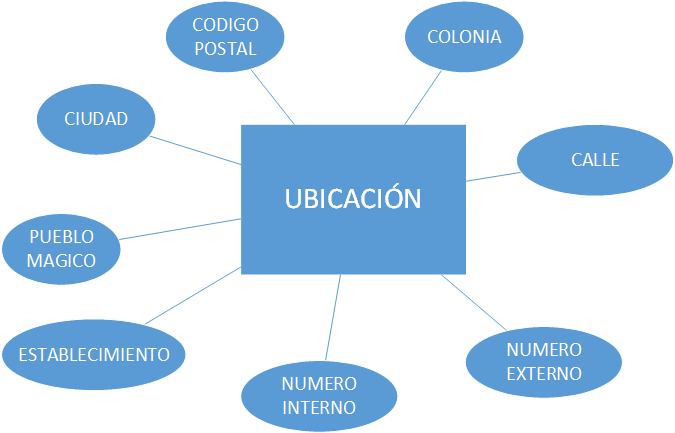 CODIGO
POSTAL
COLONIA
CIUDAD
CALLE
UBICACIÓN
PUEBLO
MAGICO
ESTABLECIMIENTO
NUMERO
EXTERNO
NUMERO
INTERNO